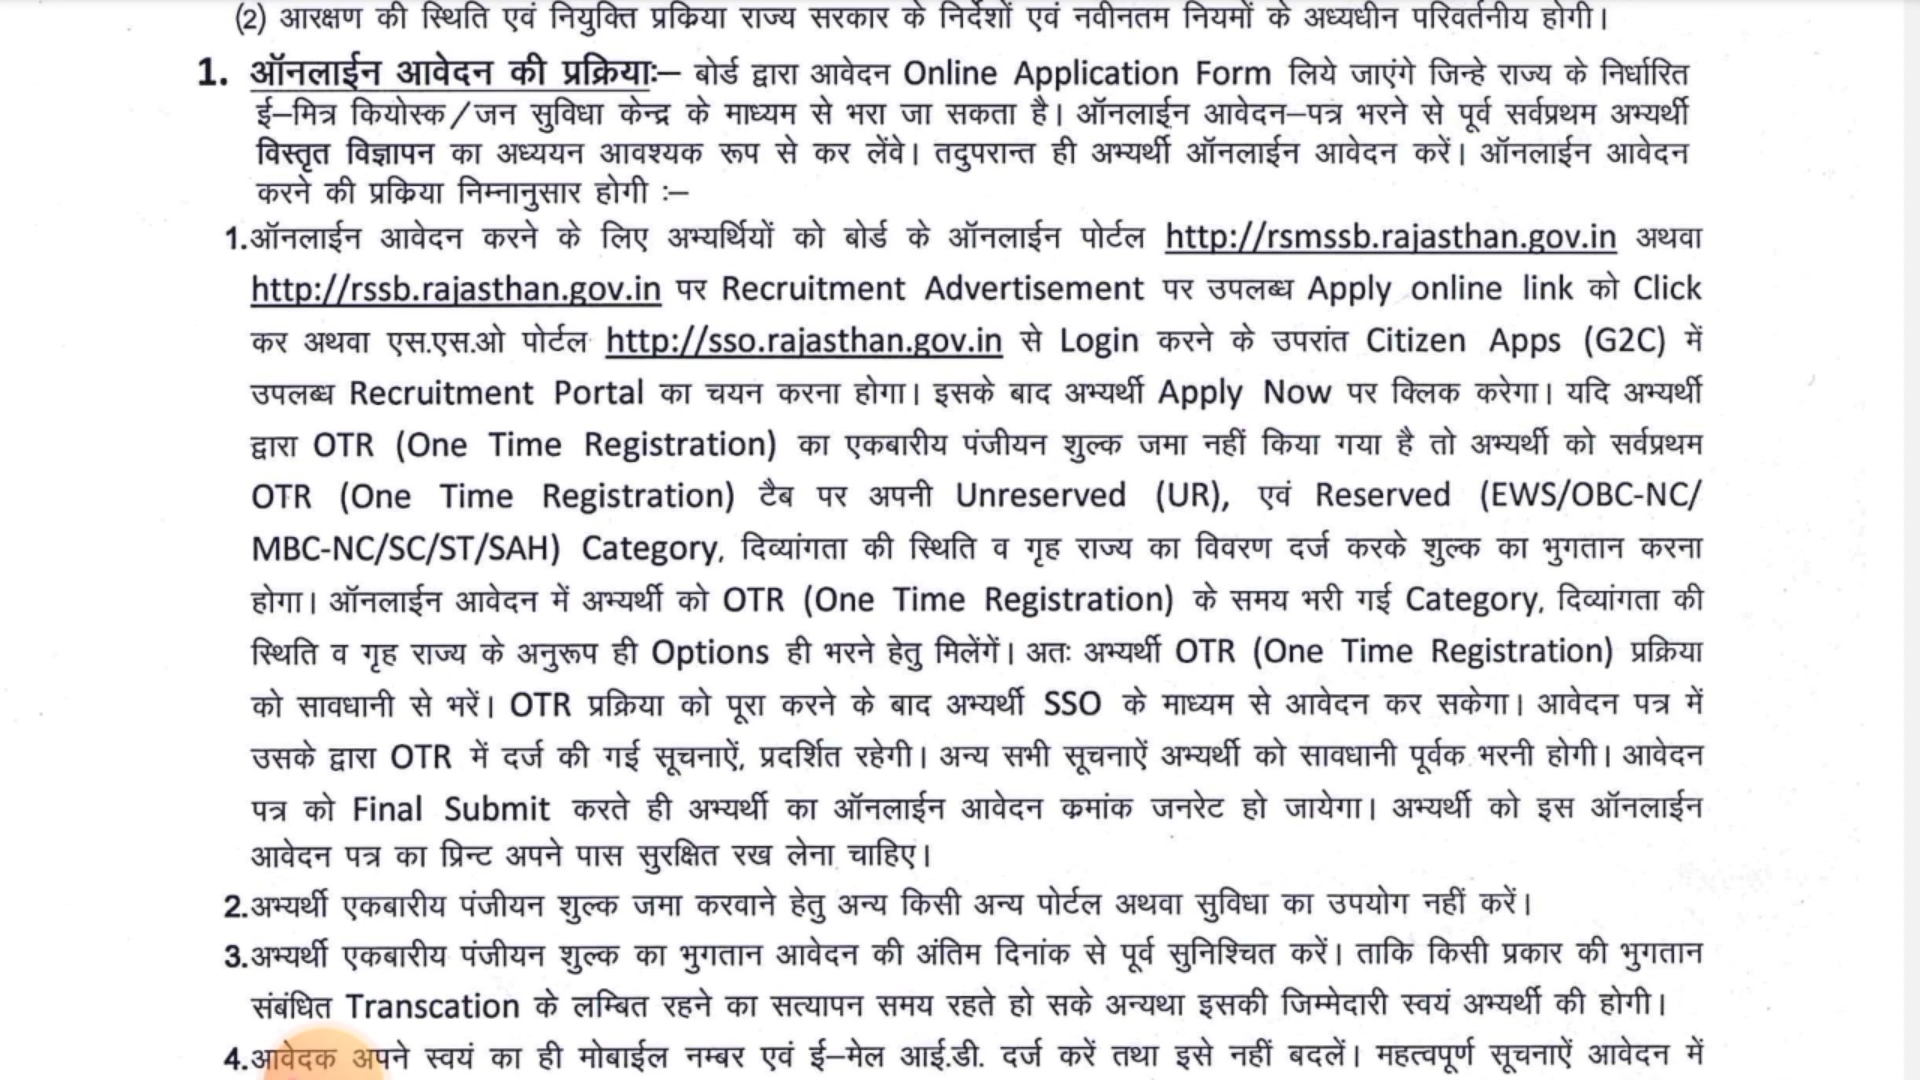 (2) आरक्षण की स्थिति एवं नियुक्ति प्रकिया राज्य सरकार के निर्देशों एवं नवीनतम नियमों के अध्यधीन परिवर्तनीय होगी।
1. ऑनलाईन आवेदन की प्रक्रियाः– बोर्ड द्वारा आवेदन Online Application Form लिये जाएंगे जिन्हे राज्य के निर्धारित
ई–मित्र कियोस्क/जन सुविधा केन्द्र के माध्यम से भरा जा सकता है। ऑनलाईन आवेदन–पत्र भरने से पूर्व सर्वप्रथम अभ्यर्थी
विस्तृत विज्ञापन का अध्ययन आवश्यक रूप से कर लेंवे। तदुपरान्त ही अभ्यर्थी ऑनलाईन आवेदन करें। ऑनलाईन आवेदन
करने की प्रकिया निम्नानुसार होगी :–
1.ऑनलाईन आवेदन करने के लिए अभ्यर्थियों को बोर्ड के ऑनलाईन पोर्टल http://rsmssb.rajasthan.gov.in अथवा
http://rssb.rajasthan.gov.in पर Recruitment Advertisement पर उपलब्ध Apply online link को Click
कर अथवा एस.एस.ओ पोर्टल http://sso.rajasthan.gov.in से Login करने के उपरांत Citizen Apps (G2C) में
उपलब्ध Recruitment Portal का चयन करना होगा। इसके बाद अभ्यर्थी Apply Now पर क्लिक करेगा। यदि अभ्यर्थी
द्वारा OTR (One Time Registration) का एकबारीय पंजीयन शुल्क जमा नहीं किया गया है तो अभ्यर्थी को सर्वप्रथम
OTR (One Time Registration) टैब पर अपनी Unreserved (UR), एवं Reserved (EWS/OBC-NC/
MBC-NC/SC/ST/SAH) Category, दिव्यांगता की स्थिति व गृह राज्य का विवरण दर्ज करके शुल्क का भुगतान करना
होगा। ऑनलाईन आवेदन में अभ्यर्थी को OTR (One Time Registration) के समय भरी गई Category, दिव्यांगता की
स्थिति व गृह राज्य के अनुरूप ही Options ही भरने हेतु मिलेंगें। अतः अभ्यर्थी OTR (One Time Registration) प्रक्रिया
को सावधानी से भरें। OTR प्रक्रिया को पूरा करने के बाद अभ्यर्थी SSO के माध्यम से आवेदन कर सकेगा। आवेदन पत्र में
उसके द्वारा OTR में दर्ज की गई सूचनाऐं, प्रदर्शित रहेगी। अन्य सभी सूचनाऐं अभ्यर्थी को सावधानी पूर्वक भरनी होगी। आवेदन
पत्र को Final Submit करते ही अभ्यर्थी का ऑनलाईन आवेदन कमांक जनरेट हो जायेगा। अभ्यर्थी को इस ऑनलाईन
आवेदन पत्र का प्रिन्ट अपने पास सुरक्षित रख लेना चाहिए।
2.अभ्यर्थी एकबारीय पंजीयन शुल्क जमा करवाने हेतु अन्य किसी अन्य पोर्टल अथवा सुविधा का उपयोग नहीं करें।
3.अभ्यर्थी एकबारीय पंजीयन शुल्क का भुगतान आवेदन की अंतिम दिनांक से पूर्व सुनिश्चित करें। ताकि किसी प्रकार की भुगतान
संबंधित Transcation के लम्बित रहने का सत्यापन समय रहते हो सके अन्यथा इसकी जिम्मेदारी स्वयं अभ्यर्थी की होगी।
4.आवेदक अपने स्वयं का ही मोबाईल नम्बर एवं ई–मेल आई.डी. दर्ज करें तथा इसे नहीं बदलें। महत्वपूर्ण सूचनाऐं आवेदन में